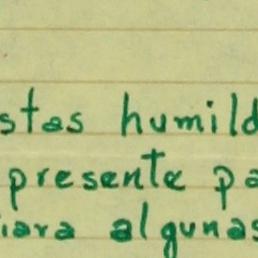 stas humild
presente pa
iara algunas